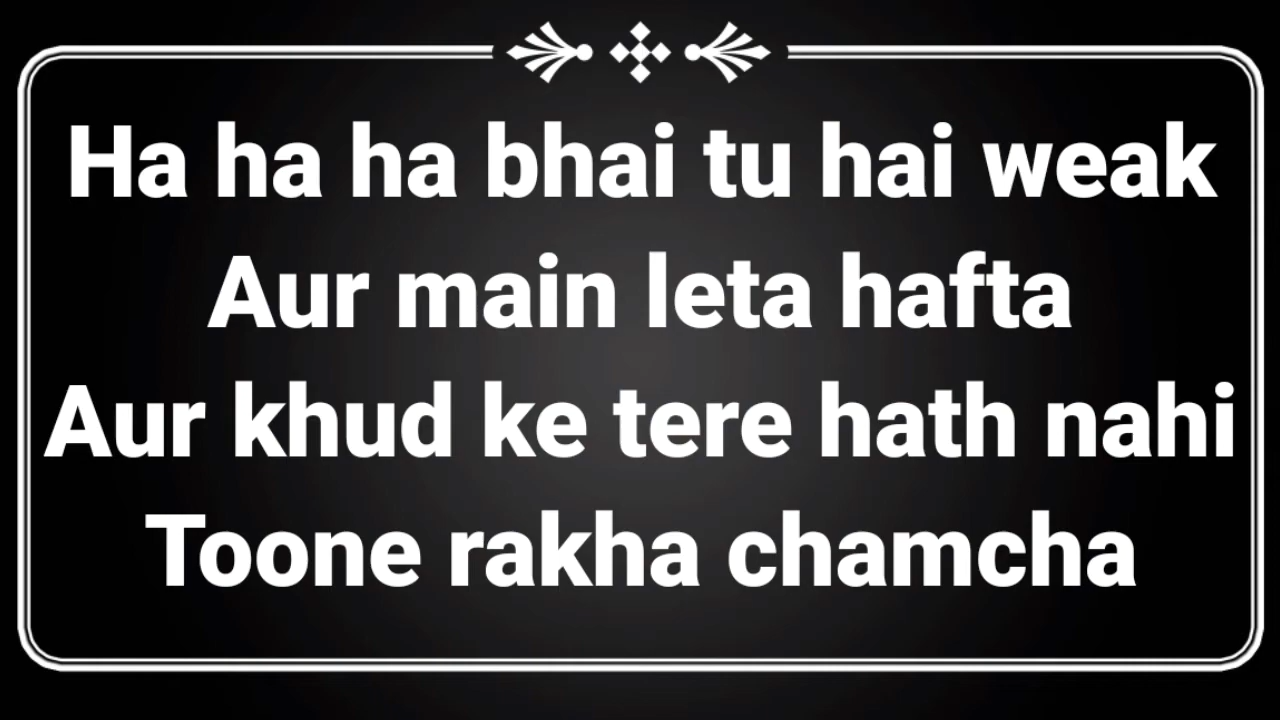 Ha ha ha bhai tu hai weak
Aur main leta hafta
Aur khud ke tere hath nahi
Toone rakha chamcha